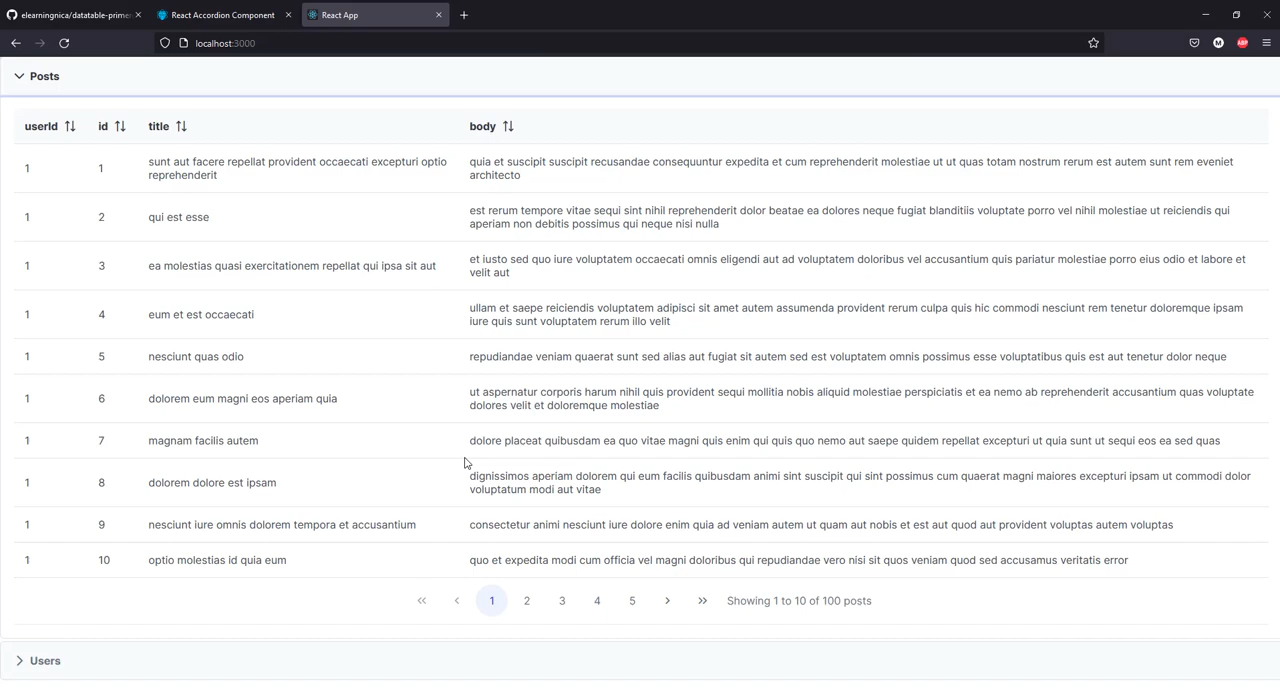 elearningnica/datatable-prime
React Accordion Component
React App
localhost:3000
M
ABP
Posts
userId id title body
1 1 sunt aut facere repellat provident occaecati excepturi optio
reprehenderit
quia et suscipit suscipit recusandae consequuntur expedita et cum reprehenderit molestiae ut ut quas totam nostrum rerum est autem sunt rem eveniet
architecto
1 2 qui est esse
est rerum tempore vitae sequi sint nihil reprehenderit dolor beatae ea dolores neque fugiat blanditiis voluptate porro vel nihil molestiae ut reiciendis qui
aperiam non debitis possimus qui neque nisi nulla
1 3 ea molestias quasi exercitationem repellat qui ipsa sit aut
et iusto sed quo iure voluptatem occaecati omnis eligendi aut ad voluptatem doloribus vel accusantium quis pariatur molestiae porro eius odio et labore et
velit aut
1 4 eum et est occaecati
ullam et saepe reiciendis voluptatem adipisci sit amet autem assumenda provident rerum culpa quis hic commodi nesciunt rem tenetur doloremque ipsam
iure quis sunt voluptatem rerum illo velit
1 5 nesciunt quas odio
repudiandae veniam quaerat sunt sed alias aut fugiat sit autem sed est voluptatem omnis possimus esse voluptatibus quis est aut tenetur dolor neque
1 6 dolorem eum magni eos aperiam quia
ut aspernatur corporis harum nihil quis provident sequi mollitia nobis aliquid molestiae perspiciatis et ea nemo ab reprehenderit accusantium quas voluptate
dolores velit et doloremque molestiae
1 7 magnam facilis autem
dolore placeat quibusdam ea quo vitae magni quis enim qui quis quo nemo aut saepe quidem repellat excepturi ut quia sunt ut sequi eos ea sed quas
1 8 dolorem dolore est ipsam
dignissimos aperiam dolorem qui eum facilis quibusdam animi sint suscipit qui sint possimus cum quaerat magni maiores excepturi ipsam ut commodi dolor
voluptatum modi aut vitae
1 9 nesciunt iure omnis dolorem tempora et accusantium
consectetur animi nesciunt iure dolore enim quia ad veniam autem ut quam aut nobis et est aut quod aut provident voluptas autem voluptas
1 10 optio molestias id quia eum
quo et expedita modi cum officia vel magni doloribus qui repudiandae vero nisi sit quos veniam quod sed accusamus veritatis error
1 2 3 4 5 Showing 1 to 10 of 100 posts
Users